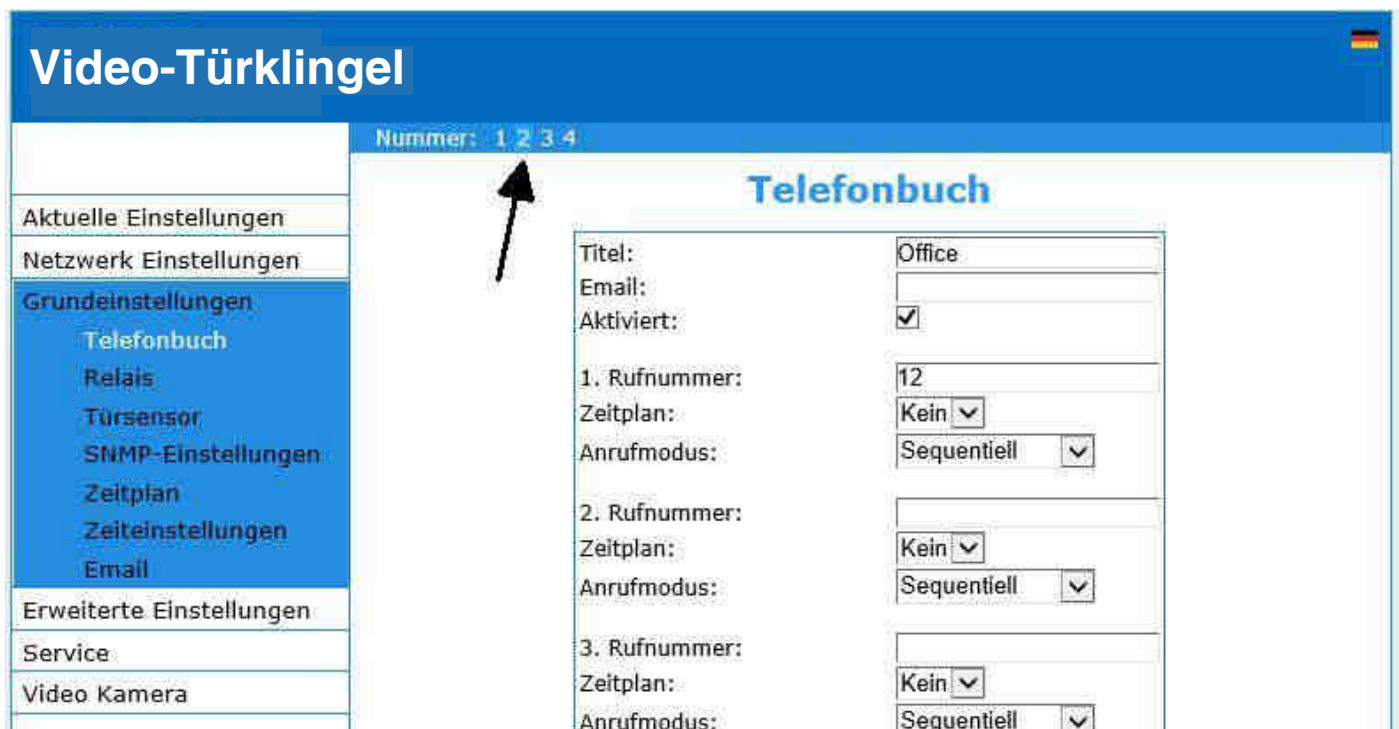 Video-Türklingel
Nummer: 1 2 3 4
Aktuelle Einstellungen
Netzwerk Einstellungen
Grundeinstellungen
Telefonbuch
Relais
Türsensor
SNMP-Einstellungen
Zeitplan
Zeiteinstellungen
Email
Erweiterte Einstellungen
Service
Video Kamera
Telefonbuch
Titel: Office
Email:
Aktiviert:
1. Rufnummer: 12
Zeitplan: Kein
Anrufmodus: Sequentiell
2. Rufnummer:
Zeitplan: Kein
Anrufmodus: Sequentiell
3. Rufnummer:
Zeitplan: Kein
Anrufmodus: Sequentiell